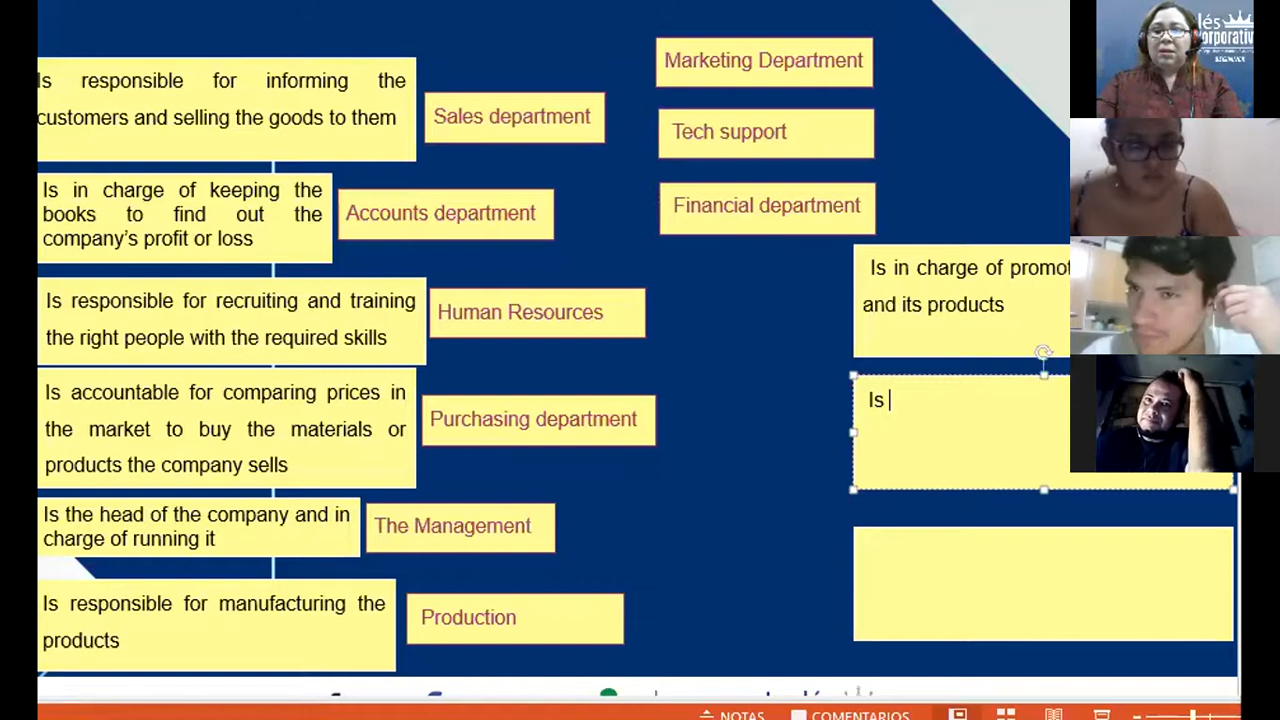 Is responsible for informing the
customers and selling the goods to them
Sales department
Is in charge of keeping the
books to find out the
company's profit or loss
Accounts department
Is responsible for recruiting and training
the right people with the required skills
Human Resources
Is accountable for comparing prices in
the market to buy the materials or
products the company sells
Purchasing department
Is the head of the company and in
charge of running it
The Management
Is responsible for manufacturing the
products
Production
Marketing Department
Tech support
Financial department
Is in charge of
and its products
Is
NOTAS
COMENTARIOS